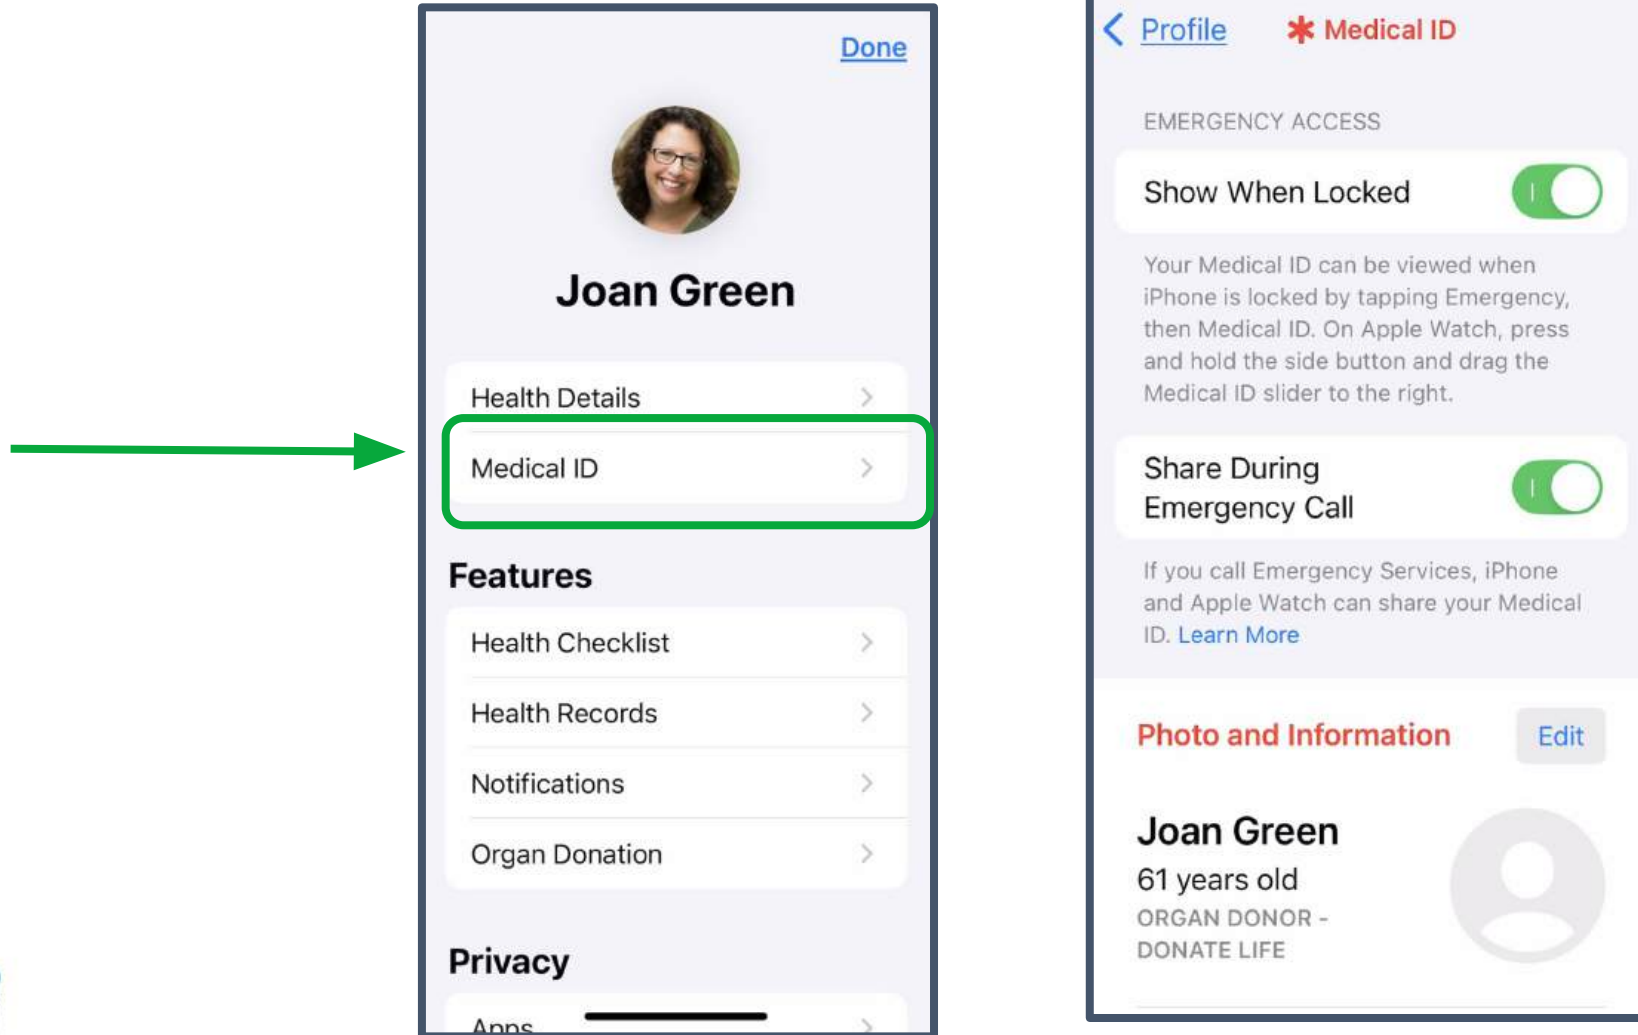 Done
Joan Green
Health Details
Medical ID
Features
Health Checklist
Health Records
Notifications
Organ Donation
Privacy
Apps
Profile
Medical ID
EMERGENCY ACCESS
Show When Locked
Your Medical ID can be viewed when
iPhone is locked by tapping Emergency,
then Medical ID. On Apple Watch, press
and hold the side button and drag the
Medical ID slider to the right.
Share During
Emergency Call
If you call Emergency Services, iPhone
and Apple Watch can share your Medical
ID. Learn More
Photo and Information
Edit
Joan Green
61 years old
ORGAN DONOR -
DONATE LIFE